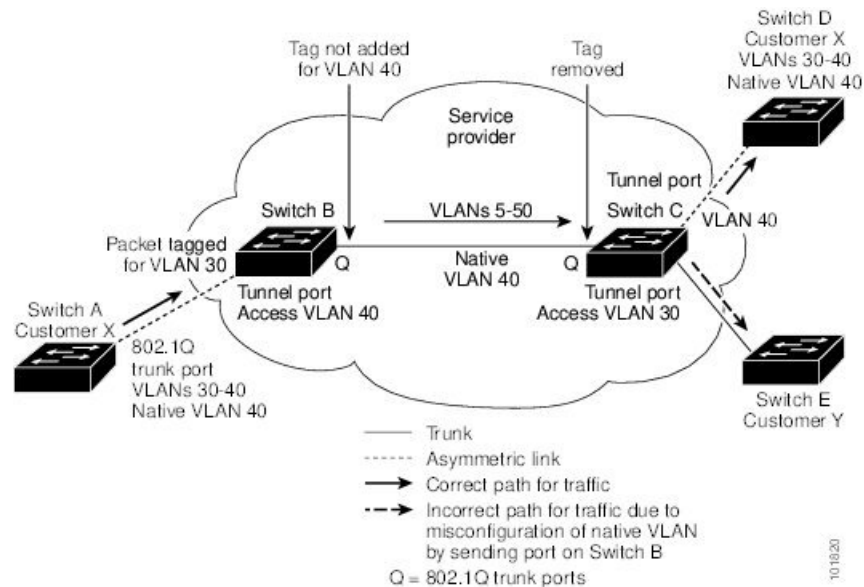 Switch D
Customer X
VLANs 30-40
Native VLAN 40
Tag not added
for VLAN 40
Tag
removed
Service
provider
Tunnel port
Switch B
VLANs 5-50
Switch C
VLAN 40
Packet tagged
for VLAN 30
Q
Native
VLAN 40
Q
Switch A
Customer X
Tunnel port
Access VLAN 40
Tunnel port
Access VLAN 30
802.1Q
trunk port
VLANs 30-40
Native VLAN 40
Switch E
Customer Y
Trunk
Asymmetric link
Correct path for traffic
Incorrect path for traffic due to
misconfiguration of native VLAN
by sending port on Switch B
Q = 802.1Q trunk ports
101820